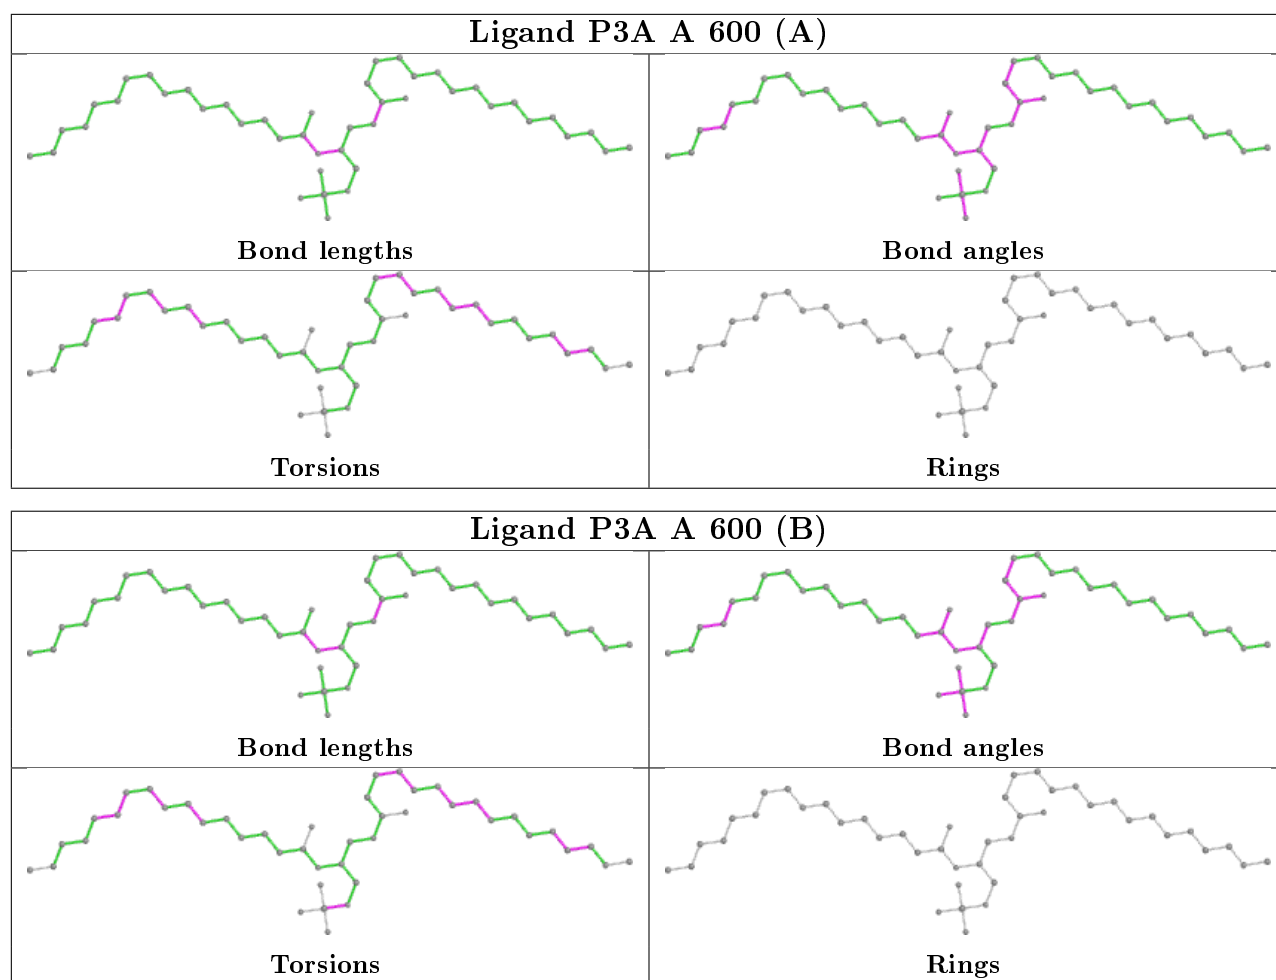 Ligand P3A A 600 (A)
Bond lengths
Bond angles
Torsions
Rings
Ligand P3A A 600 (B)
Bond lengths
Bond angles
Torsions
Rings